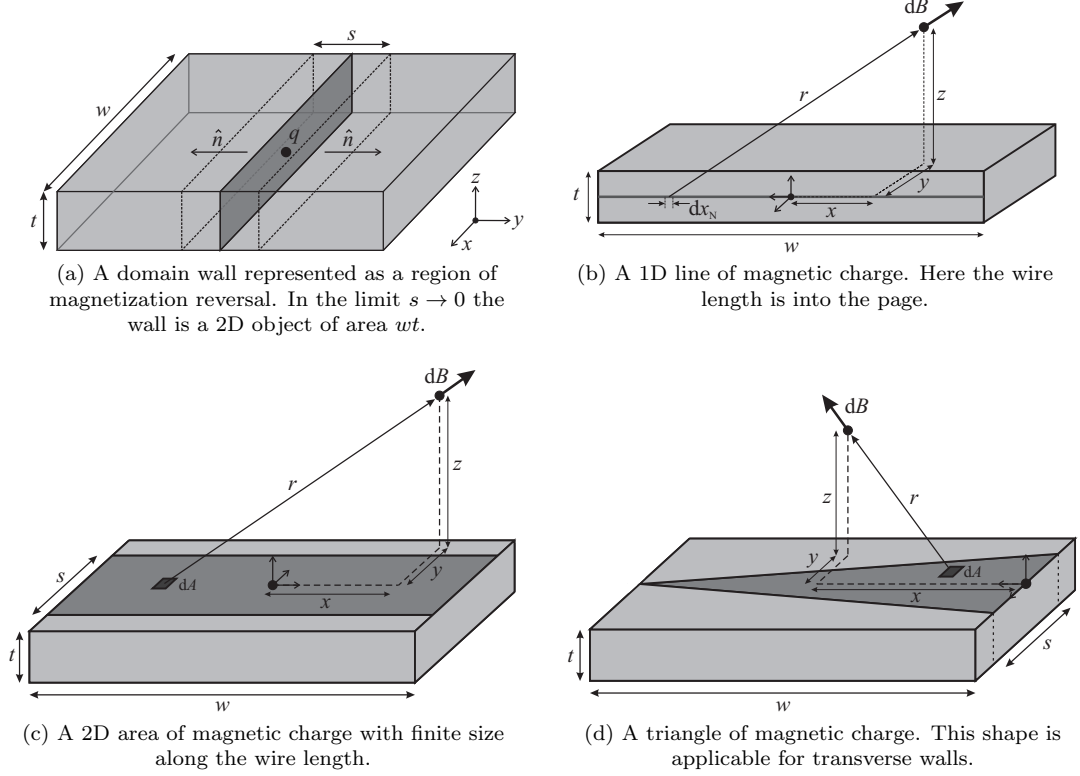 s
w
n̂
q
n̂
t
z
y
x
(a) A domain wall represented as a region of
magnetization reversal. In the limit s → 0 the
wall is a 2D object of area wt.
dB
r
z
t
y
dx_N
x
w
(b) A 1D line of magnetic charge. Here the wire
length is into the page.
dB
r
z
s
dA
y
x
t
w
(c) A 2D area of magnetic charge with finite size
along the wire length.
dB
z
r
y
dA
x
s
t
w
(d) A triangle of magnetic charge. This shape is
applicable for transverse walls.